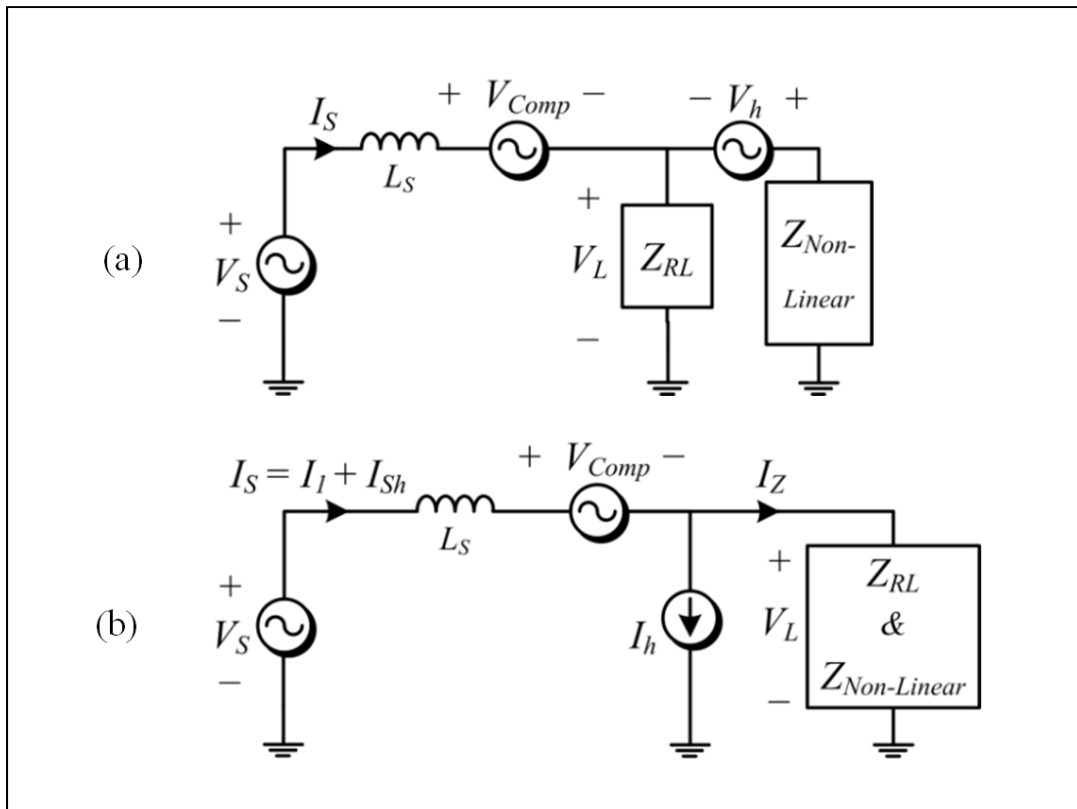 + V_Comp −
− V_h +
I_S
L_S
(a)
+
V_S
−
+
V_L
−
Z_RL
Z_Non-
Linear
I_S = I_1 + I_Sh
+ V_Comp −
I_Z
L_S
(b)
+
V_S
−
I_h
+
V_L
−
Z_RL
&
Z_Non-Linear